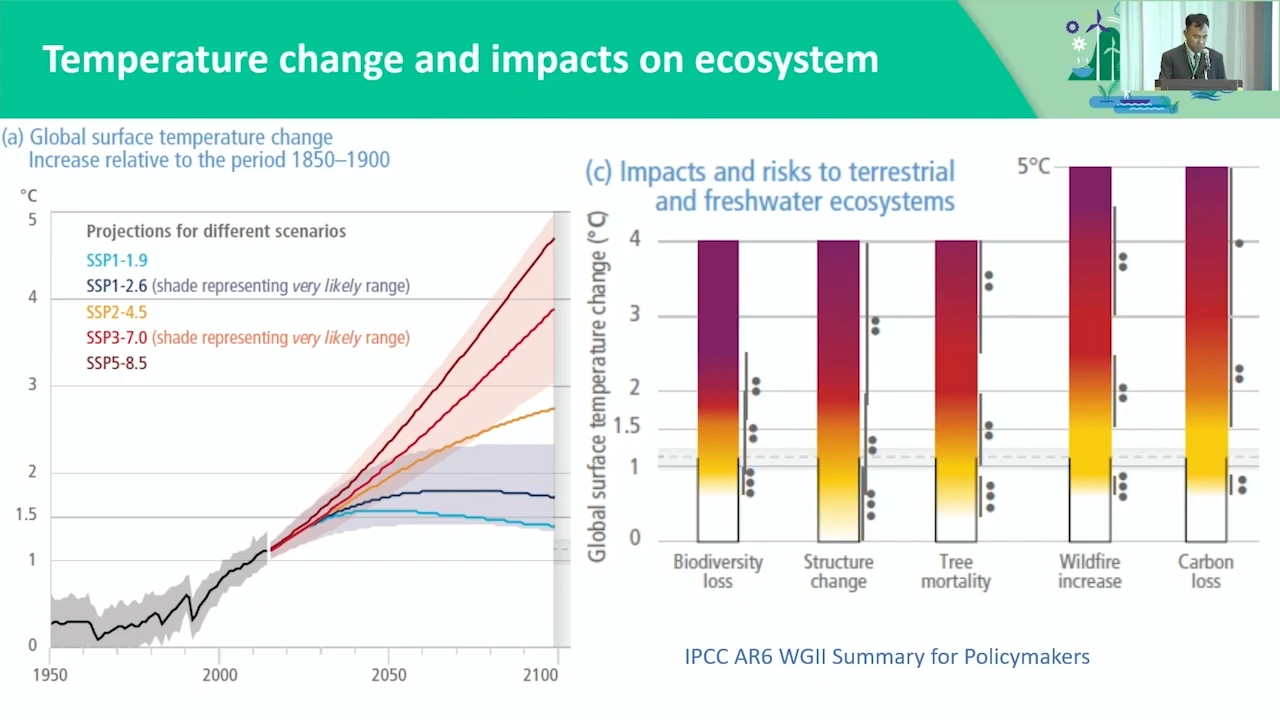 Temperature change and impacts on ecosystem
(a) Global surface temperature change
Increase relative to the period 1850–1900
°C
5
4
3
2
1.5
1
0
Projections for different scenarios
SSP1-1.9
SSP1-2.6 (shade representing very likely range)
SSP2-4.5
SSP3-7.0 (shade representing very likely range)
SSP5-8.5
1950 2000 2050 2100
(c) Impacts and risks to terrestrial
and freshwater ecosystems
Global surface temperature change (°C)
5°C
4
3
2
1.5
1
0
Biodiversity
loss
Structure
change
Tree
mortality
Wildfire
increase
Carbon
loss
IPCC AR6 WGII Summary for Policymakers